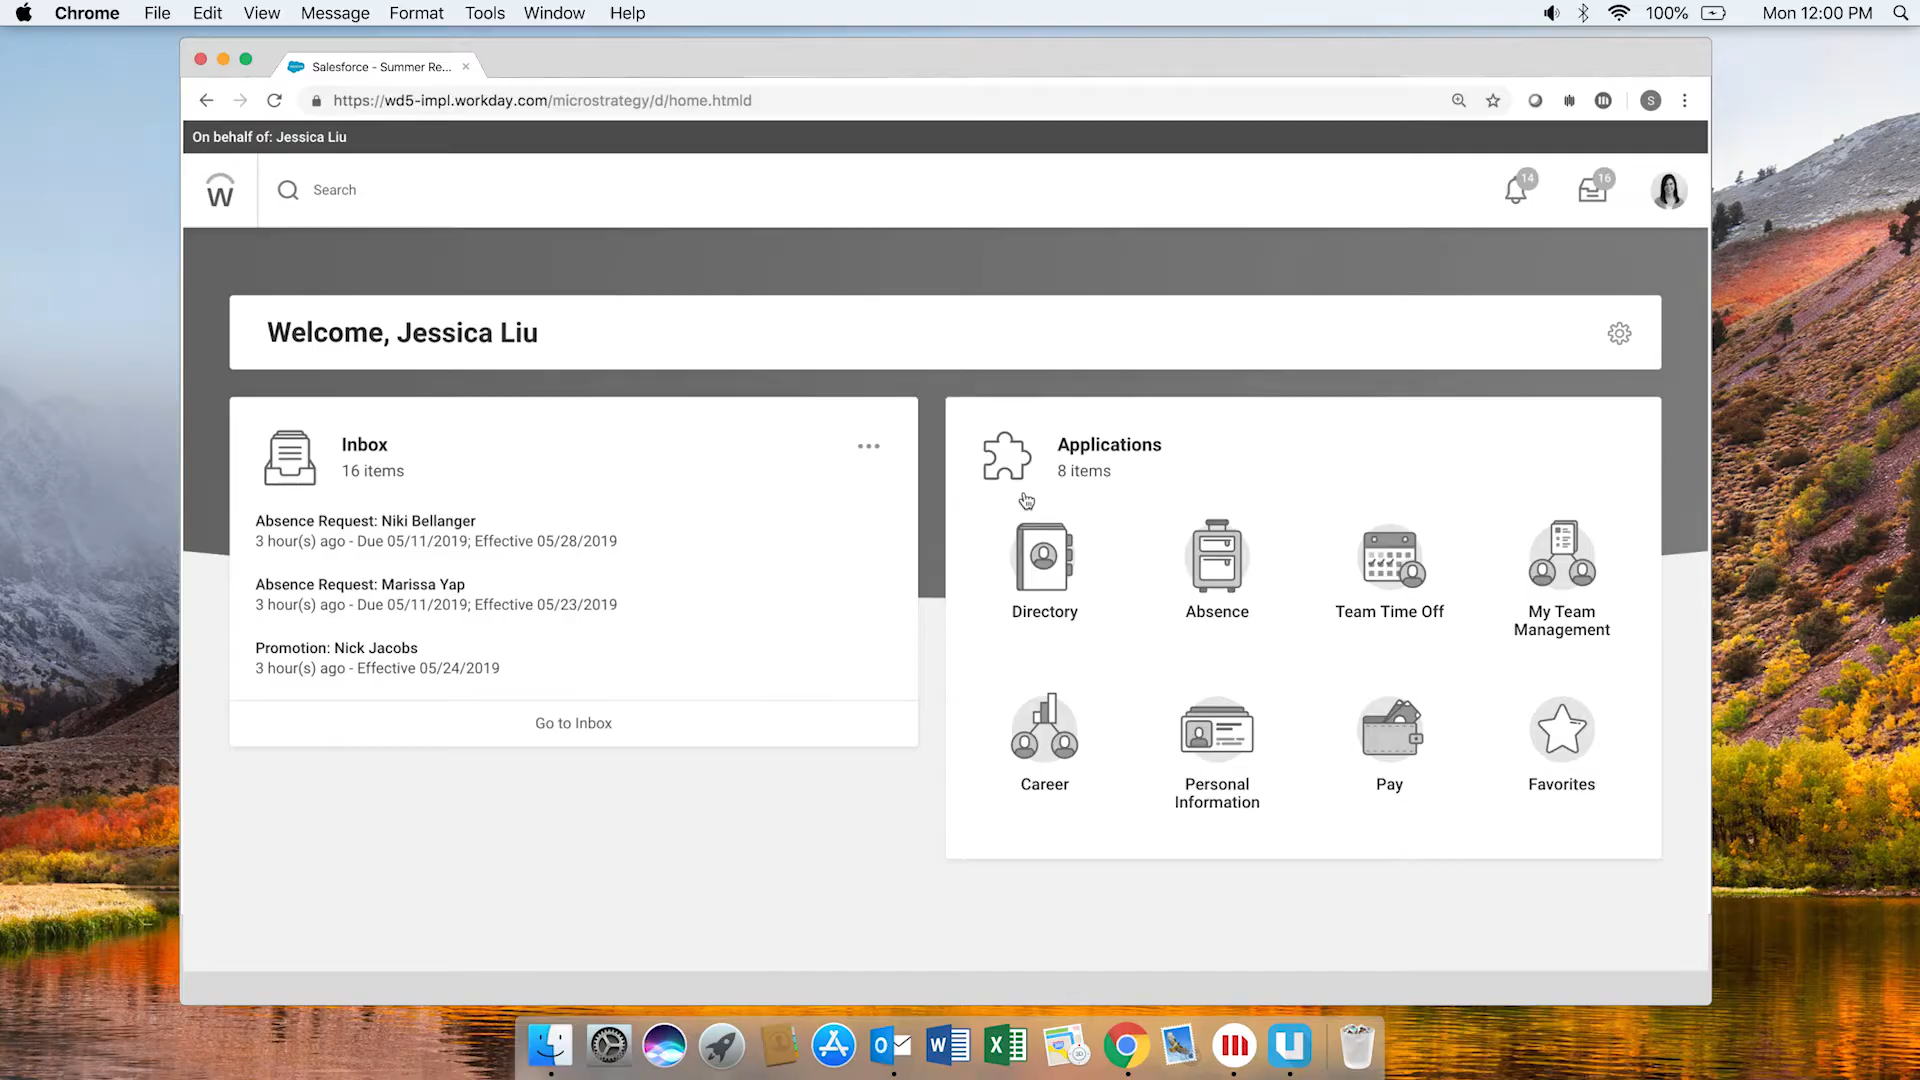 Chrome File Edit View Message Format Tools Window Help
100% Mon 12:00 PM
Salesforce - Summer Re...
https://wd5-impl.workday.com/microstrategy/d/home.htmld
S
On behalf of: Jessica Liu
W
Search
14
16
Welcome, Jessica Liu
Inbox
16 items
Absence Request: Niki Bellanger
3 hour(s) ago - Due 05/11/2019; Effective 05/28/2019
Absence Request: Marissa Yap
3 hour(s) ago - Due 05/11/2019; Effective 05/23/2019
Promotion: Nick Jacobs
3 hour(s) ago - Effective 05/24/2019
Go to Inbox
Applications
8 items
Directory
Absence
Team Time Off
My Team
Management
Career
Personal
Information
Pay
Favorites